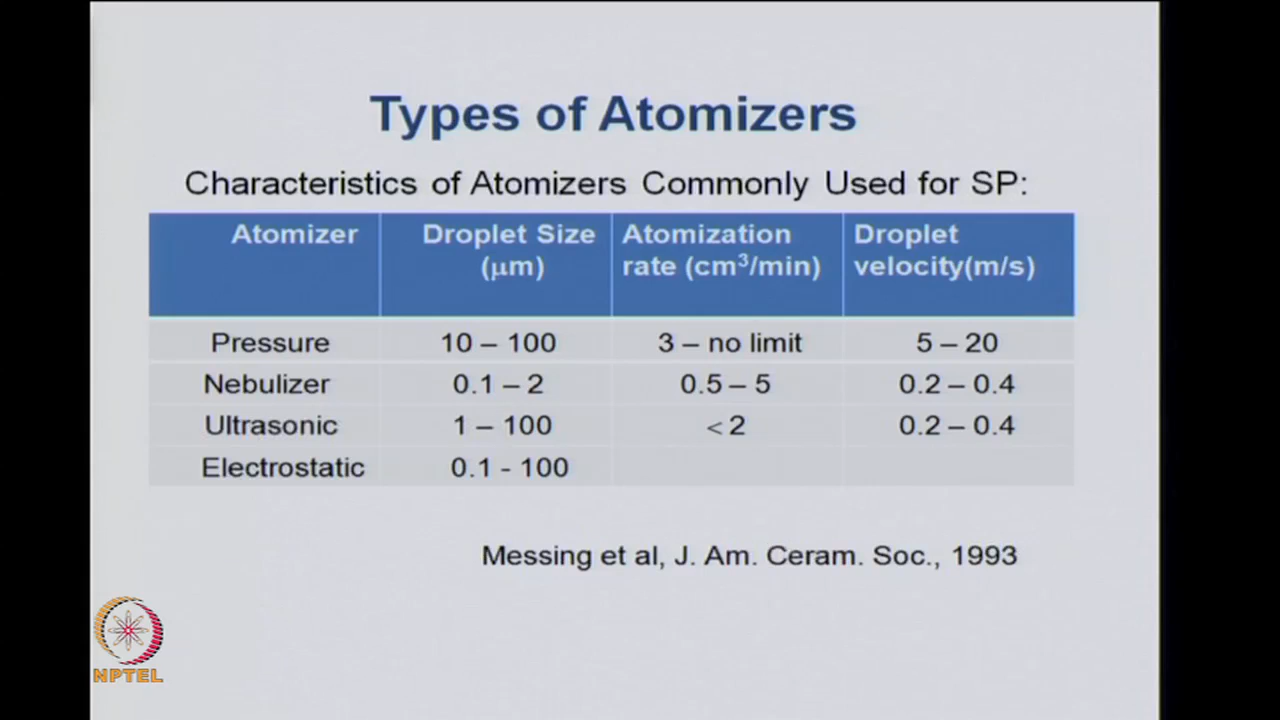 Types of Atomizers
Characteristics of Atomizers Commonly Used for SP:
Atomizer Droplet Size (μm) Atomization rate (cm³/min) Droplet velocity(m/s)
Pressure 10 – 100 3 – no limit 5 – 20
Nebulizer 0.1 – 2 0.5 – 5 0.2 – 0.4
Ultrasonic 1 – 100 < 2 0.2 – 0.4
Electrostatic 0.1 - 100
Messing et al, J. Am. Ceram. Soc., 1993
NPTEL